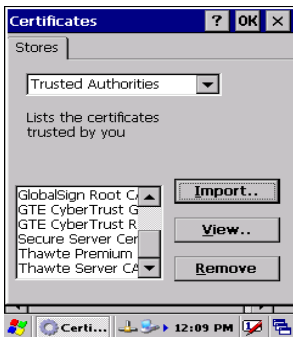 Certificates ? OK ×
Stores
Trusted Authorities
Lists the certificates
trusted by you
GlobalSign Root CA
GTE CyberTrust G
GTE CyberTrust R
Secure Server Cer
Thawte Premium
Thawte Server CA
Import..
View..
Remove
Certi... 12:09 PM